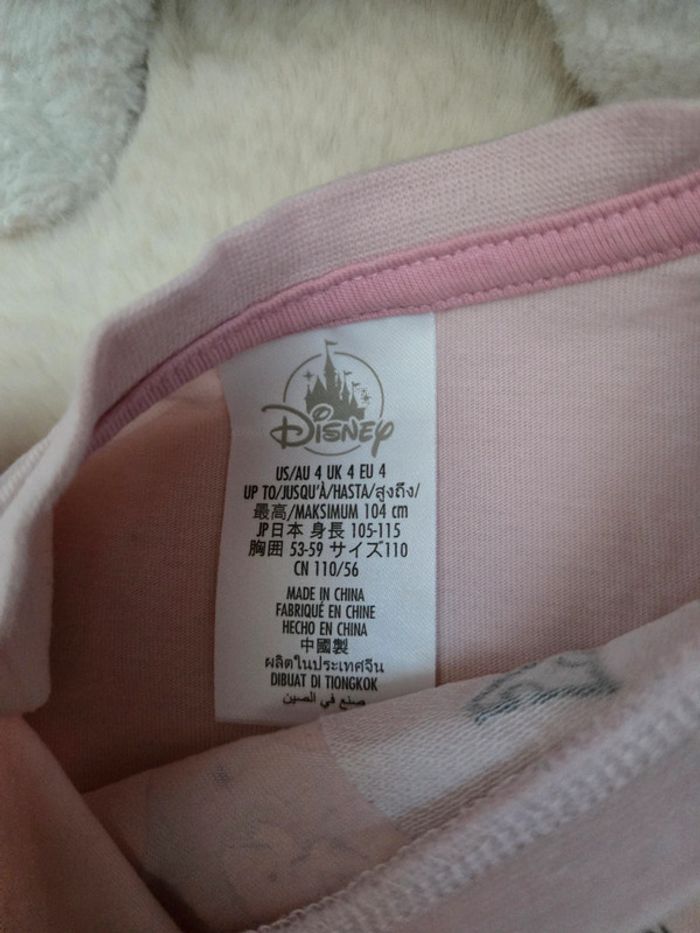 Disney
US/AU 4 UK 4 EU 4
UP TO/JUSQU'À/HASTA/สูงถึง/
最高/MAKSIMUM 104 cm
JP日本 身長 105-115
胸囲 53-59 サイズ110
CN 110/56
MADE IN CHINA
FABRIQUÉ EN CHINE
HECHO EN CHINA
中國製
ผลิตในประเทศจีน
DIBUAT DI TIONGKOK
صنع في الصين